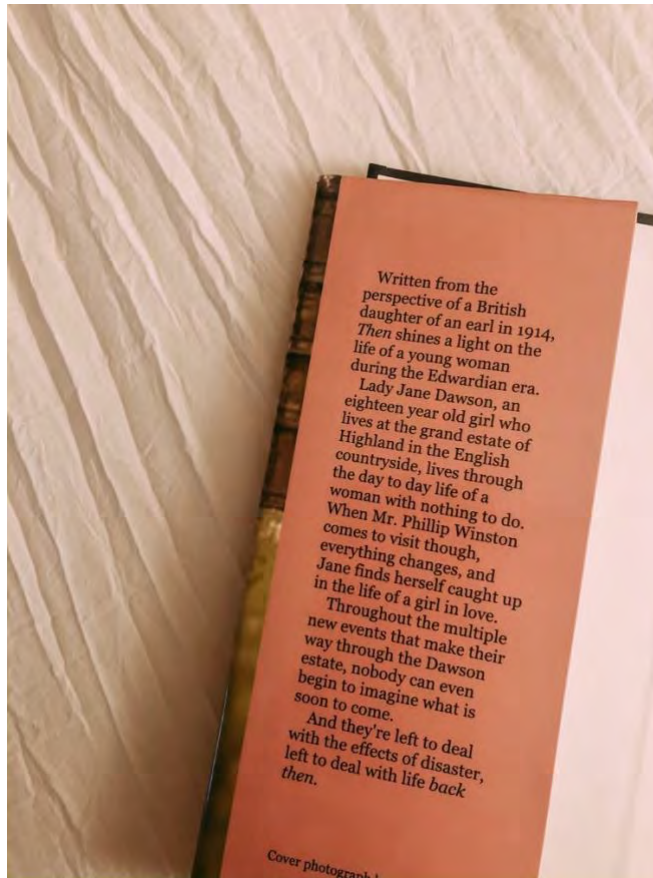 Written from the
perspective of a British
daughter of an earl in 1914,
Then shines a light on the
life of a young woman
during the Edwardian era.
Lady Jane Dawson, an
eighteen year old girl who
lives at the grand estate of
Highland in the English
countryside, lives through
the day to day life of a
woman with nothing to do.
When Mr. Phillip Winston
comes to visit though,
everything changes, and
Jane finds herself caught up
in the life of a girl in love.
Throughout the multiple
new events that make their
way through the Dawson
estate, nobody can even
begin to imagine what is
soon to come.
And they're left to deal
with the effects of disaster,
left to deal with life back
then.
Cover photograph